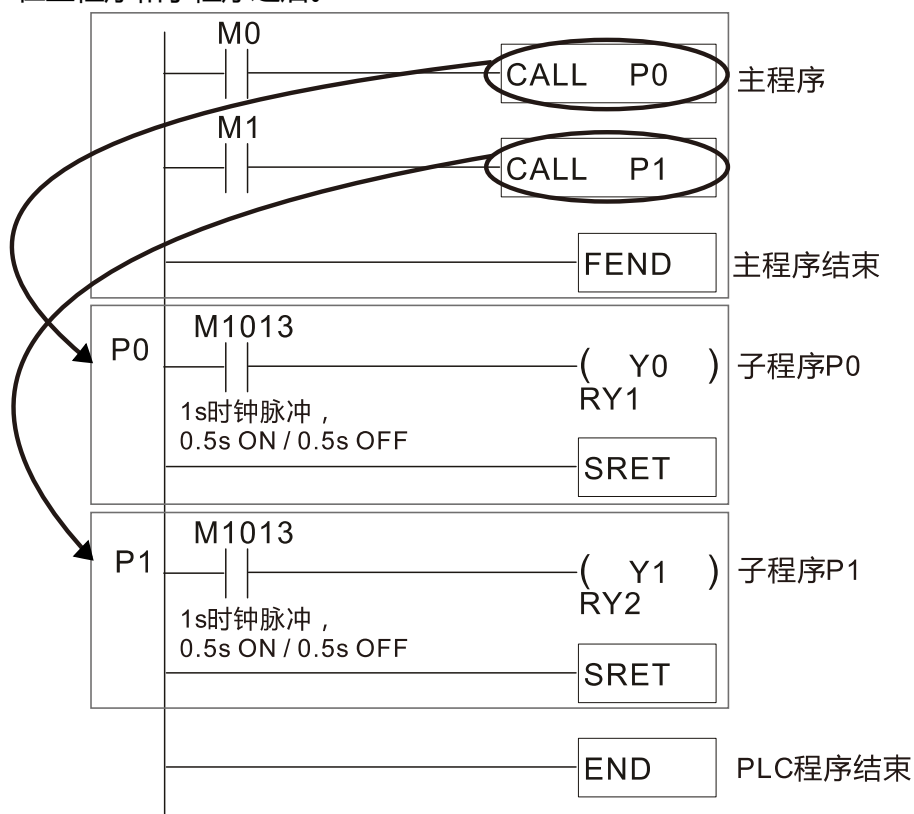 M0
CALL P0 主程序
M1
CALL P1
FEND 主程序结束
P0 M1013
( Y0 ) 子程序P0
RY1
1s时钟脉冲，
0.5s ON / 0.5s OFF
SRET
P1 M1013
( Y1 ) 子程序P1
RY2
1s时钟脉冲，
0.5s ON / 0.5s OFF
SRET
END PLC程序结束